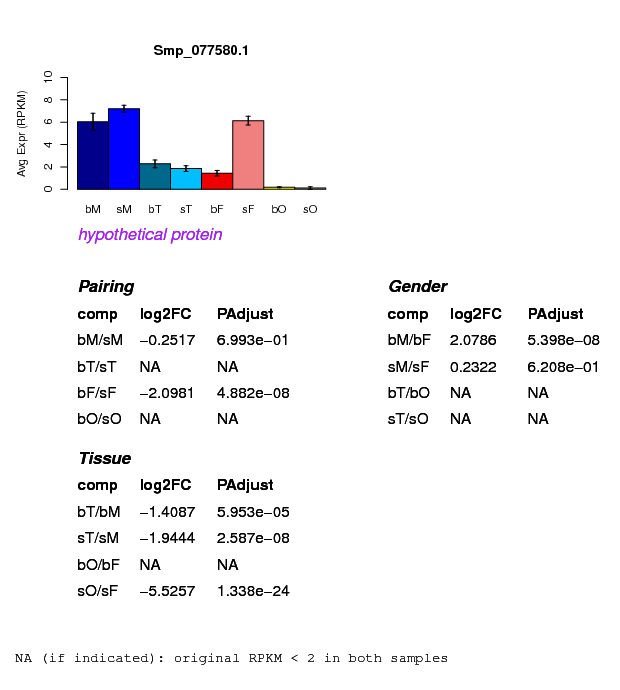 Smp_077580.1
Avg Expr (RPKM)
0 2 4 6 8 10
bM sM bT sT bF sF bO sO
hypothetical protein
Pairing
comp log2FC PAdjust
bM/sM −0.2517 6.993e−01
bT/sT NA NA
bF/sF −2.0981 4.882e−08
bO/sO NA NA
Gender
comp log2FC PAdjust
bM/bF 2.0786 5.398e−08
sM/sF 0.2322 6.208e−01
bT/bO NA NA
sT/sO NA NA
Tissue
comp log2FC PAdjust
bT/bM −1.4087 5.953e−05
sT/sM −1.9444 2.587e−08
bO/bF NA NA
sO/sF −5.5257 1.338e−24
NA (if indicated): original RPKM < 2 in both samples